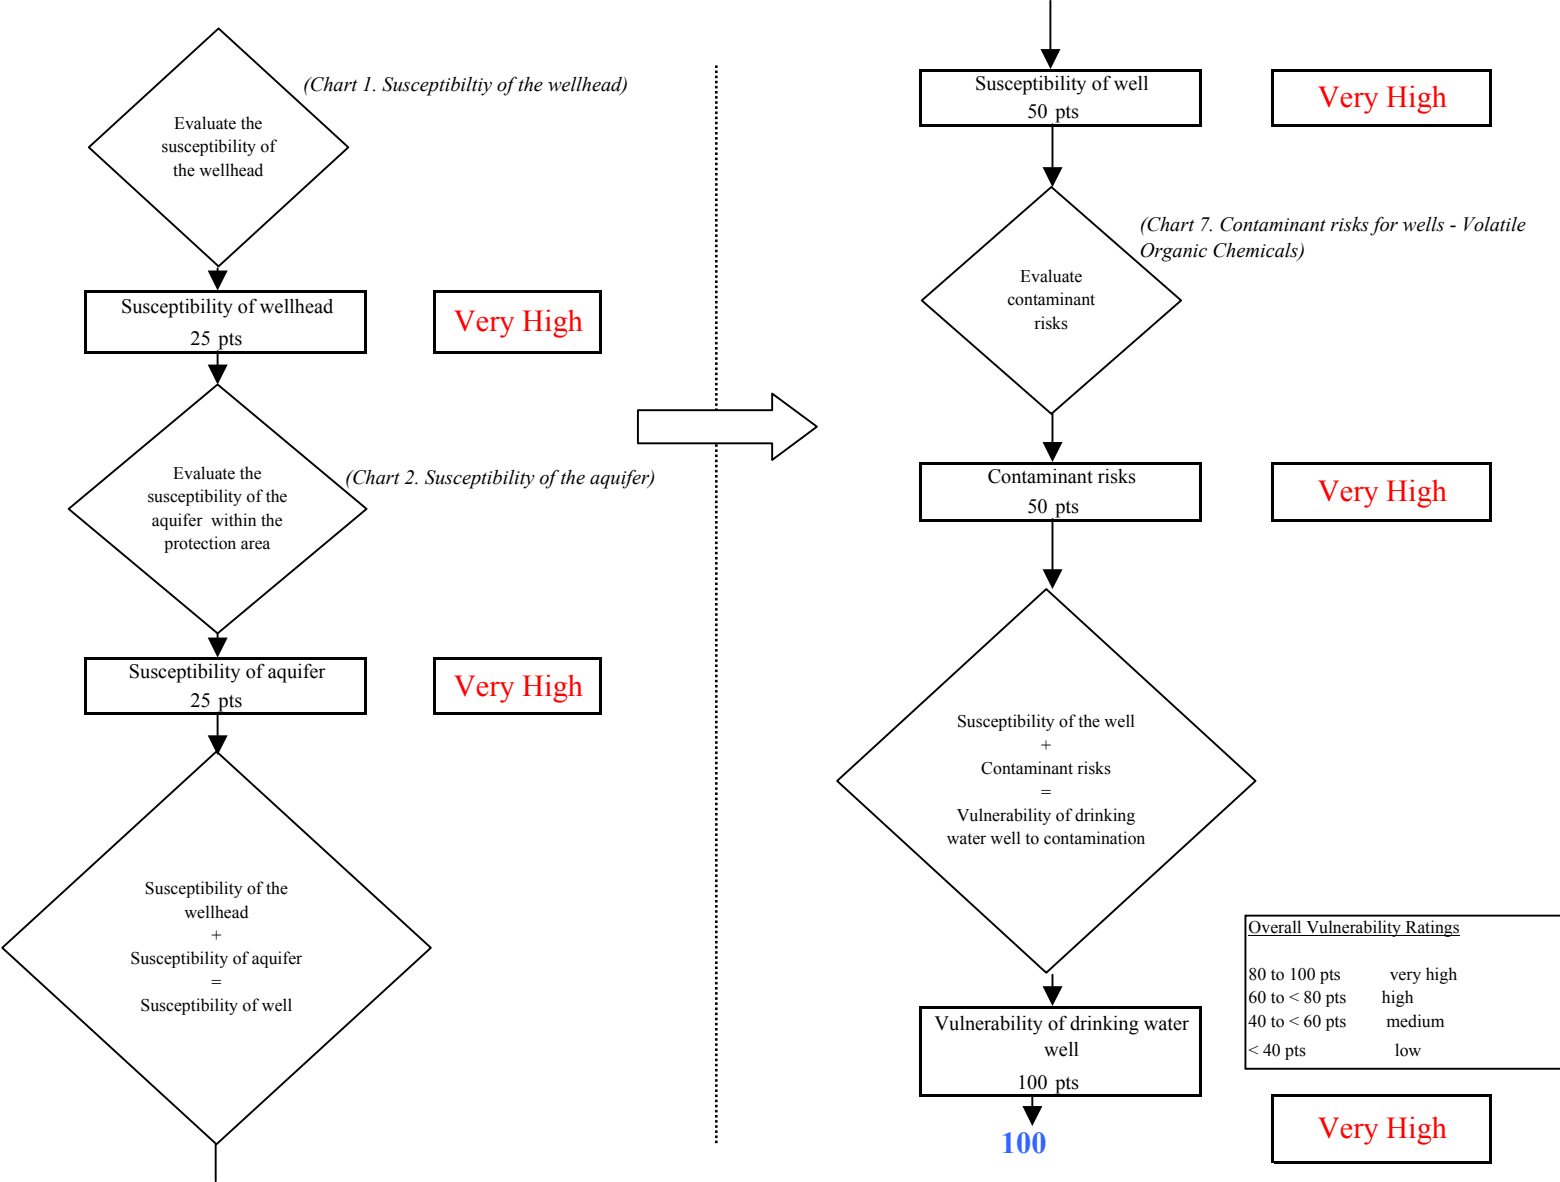 (Chart 1. Susceptibiltiy of the wellhead)
Evaluate the
susceptibility of
the wellhead
Susceptibility of wellhead
25 pts
Very High
Evaluate the
susceptibility of the
aquifer within the
protection area
(Chart 2. Susceptibility of the aquifer)
Susceptibility of aquifer
25 pts
Very High
Susceptibility of the
wellhead
+
Susceptibility of aquifer
=
Susceptibility of well
Susceptibility of well
50 pts
Very High
(Chart 7. Contaminant risks for wells - Volatile
Organic Chemicals)
Evaluate
contaminant
risks
Contaminant risks
50 pts
Very High
Susceptibility of the well
+
Contaminant risks
=
Vulnerability of drinking
water well to contamination
Overall Vulnerability Ratings
80 to 100 pts very high
60 to < 80 pts high
40 to < 60 pts medium
< 40 pts low
Vulnerability of drinking water
well
100 pts
100
Very High